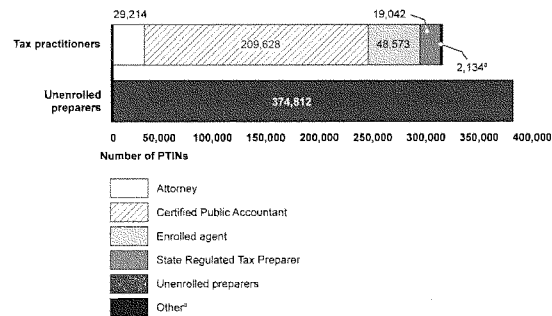 29,214
19,042
Tax practitioners
209,628
48,573
2,134ª
Unenrolled
preparers
374,812
0 50,000 100,000 150,000 200,000 250,000 300,000 350,000 400,000
Number of PTINs
Attorney
Certified Public Accountant
Enrolled agent
State Regulated Tax Preparer
Unenrolled preparers
Otherª